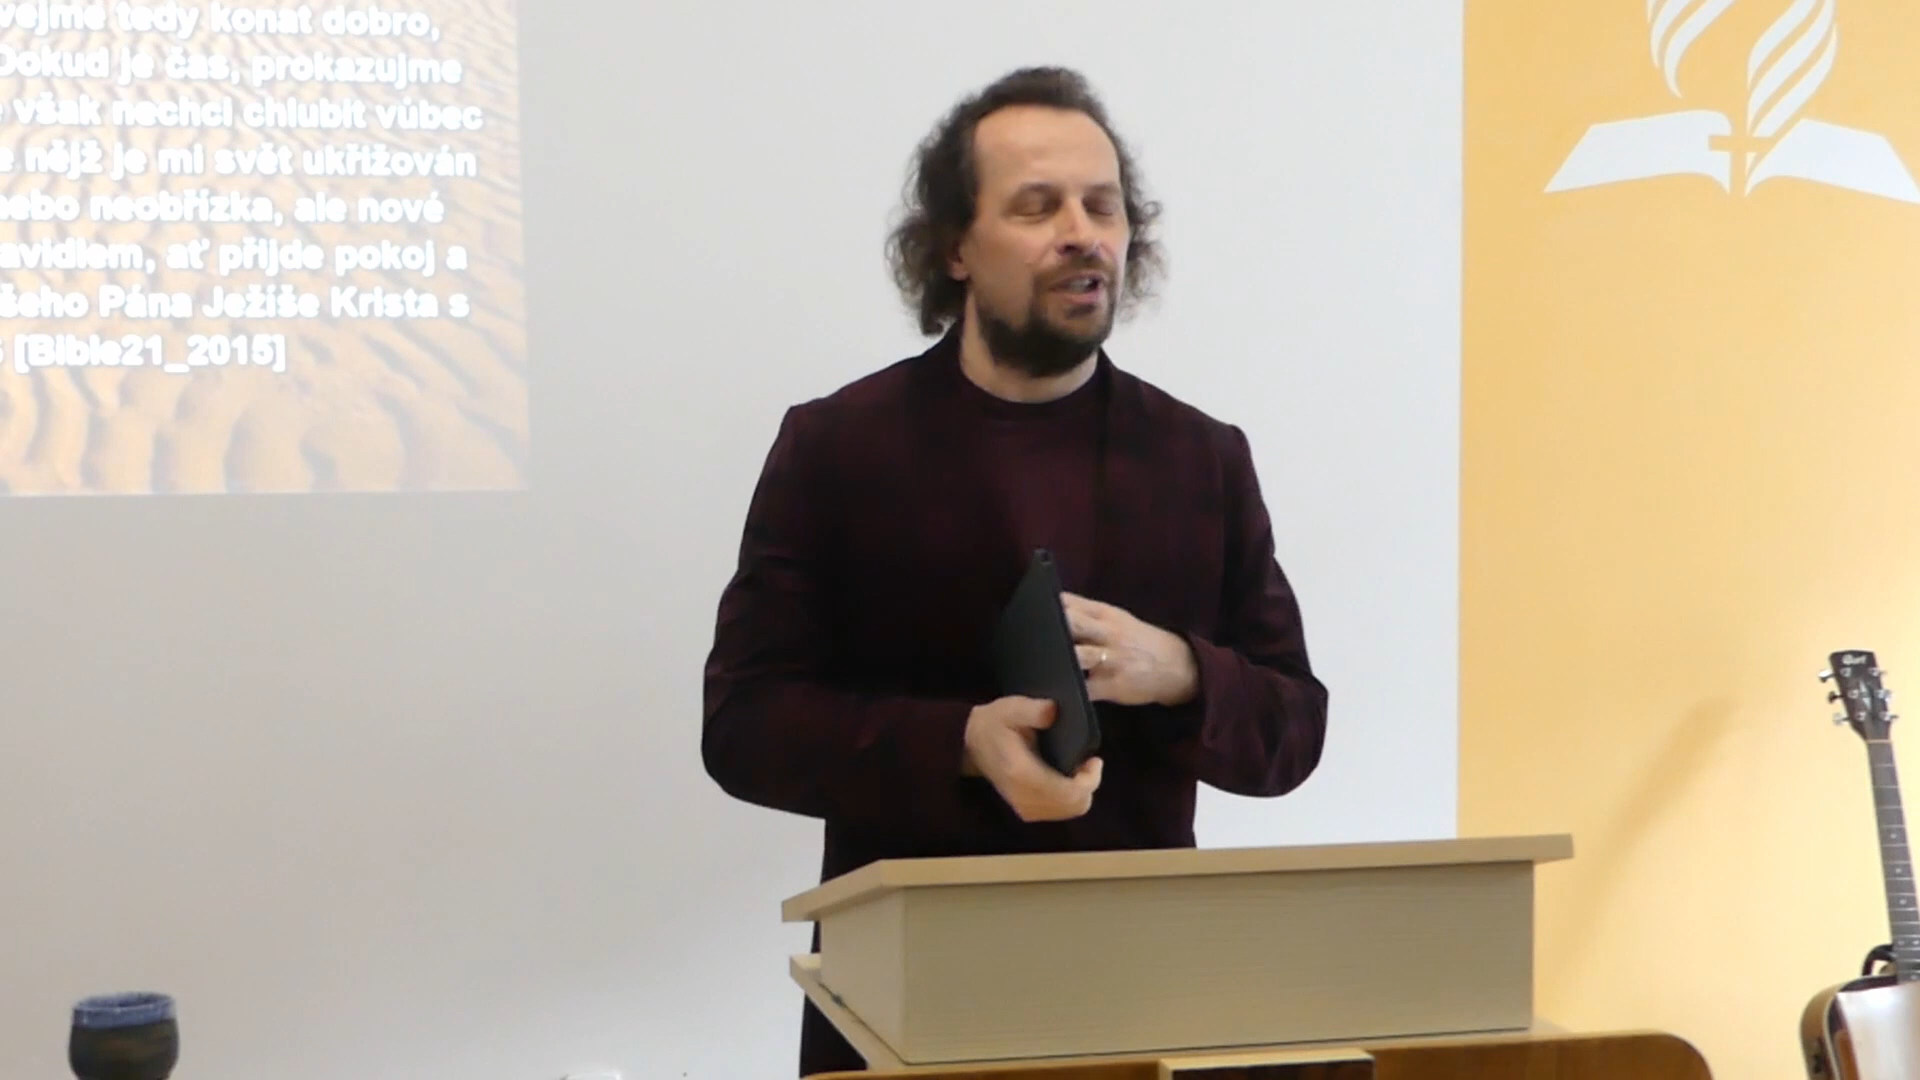 vejme tedy konat dobro,
Dokud je čas, prokazujme
však nechci chlubit vůbec
nějž je mi svět ukřižován
nebo neobřízka, ale nové
avidlem, ať přijde pokoj a
šeho Pána Ježíše Krista s
[Bible21_2015]
Cort